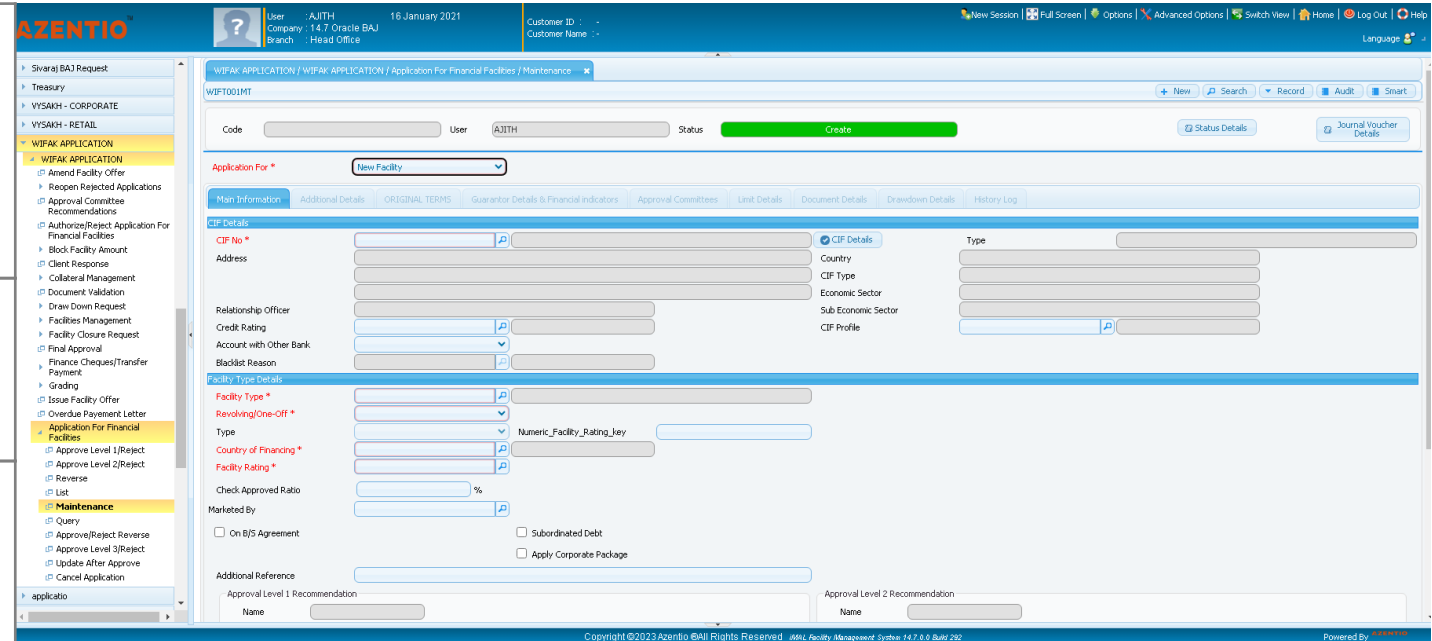 AZENTIO
?
User : AJITH 16 January 2021
Company : 14.7 Oracle BAJ
Branch : Head Office
Customer ID : -
Customer Name : -
New Session | Full Screen | Options | Advanced Options | Switch View | Home | Log Out | Help
Language
Sivaraj BAJ Request
Treasury
VYSAKH - CORPORATE
VYSAKH - RETAIL
WIFAK APPLICATION
WIFAK APPLICATION
Amend Facility Offer
Reopen Rejected Applications
Approval Committee
Recommendations
Authorize/Reject Application For
Financial Facilities
Block Facility Amount
Client Response
Collateral Management
Document Validation
Draw Down Request
Facilities Management
Facility Closure Request
Final Approval
Finance Cheques/Transfer
Payment
Grading
Issue Facility Offer
Overdue Payement Letter
Application For Financial
Facilities
Approve Level 1/Reject
Approve Level 2/Reject
Reverse
List
Maintenance
Query
Approve/Reject Reverse
Approve Level 3/Reject
Update After Approve
Cancel Application
applicatio
WIFAK APPLICATION / WIFAK APPLICATION / Application For Financial Facilities / Maintenance
WIFT001MT
New Search Record Audit Smart
Code User AJITH Status Create Status Details Journal Voucher
Details
Application For * New Facility
Main Information Additional Details ORIGINAL TERMS Guarantor Details & Financial indicators Approval Committees Limit Details Document Details Drawdown Details History Log
CIF Details
CIF No * CIF Details Type
Address Country
CIF Type
Economic Sector
Relationship Officer Sub Economic Sector
Credit Rating CIF Profile
Account with Other Bank
Blacklist Reason
Facility Type Details
Facility Type *
Revolving/One-Off *
Type Numeric_Facility_Rating_key
Country of Financing *
Facility Rating *
Check Approved Ratio %
Marketed By
On B/S Agreement Subordinated Debt
Apply Corporate Package
Additional Reference
Approval Level 1 Recommendation Approval Level 2 Recommendation
Name Name
Copyright ©2023 Azentio ®All Rights Reserved iMAL Facility Management System 14.7.0.0 Build 292 Powered By AZENTIO